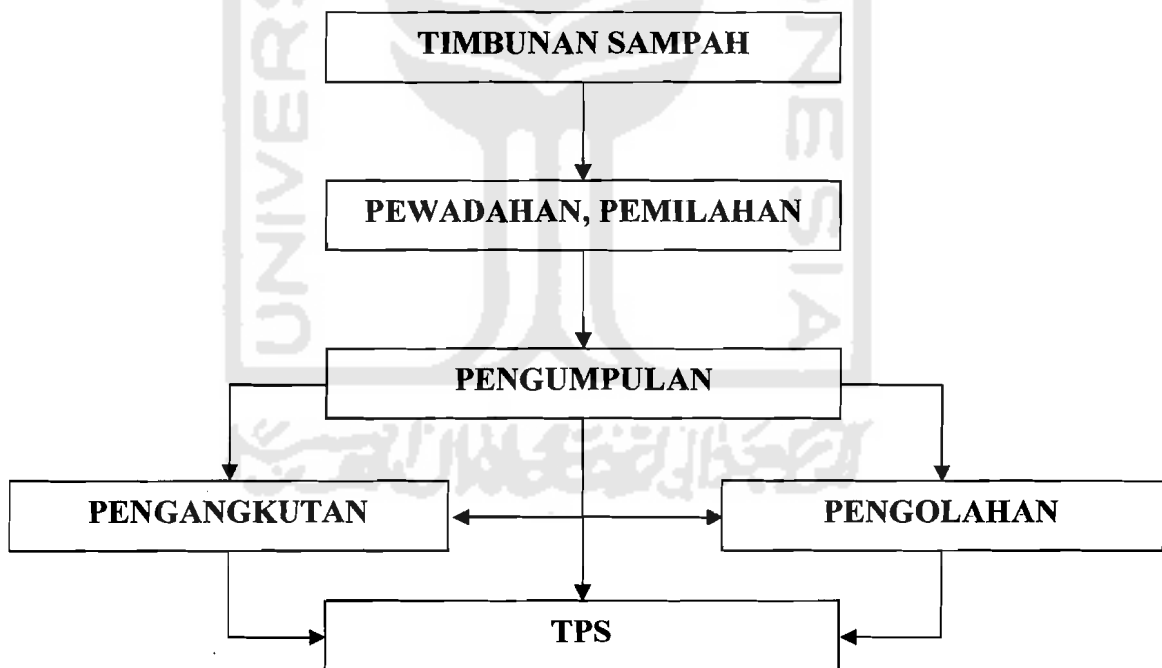 TIMBUNAN SAMPAH
PEWADAHAN, PEMILAHAN
PENGUMPULAN
PENGANGKUTAN
PENGOLAHAN
TPS